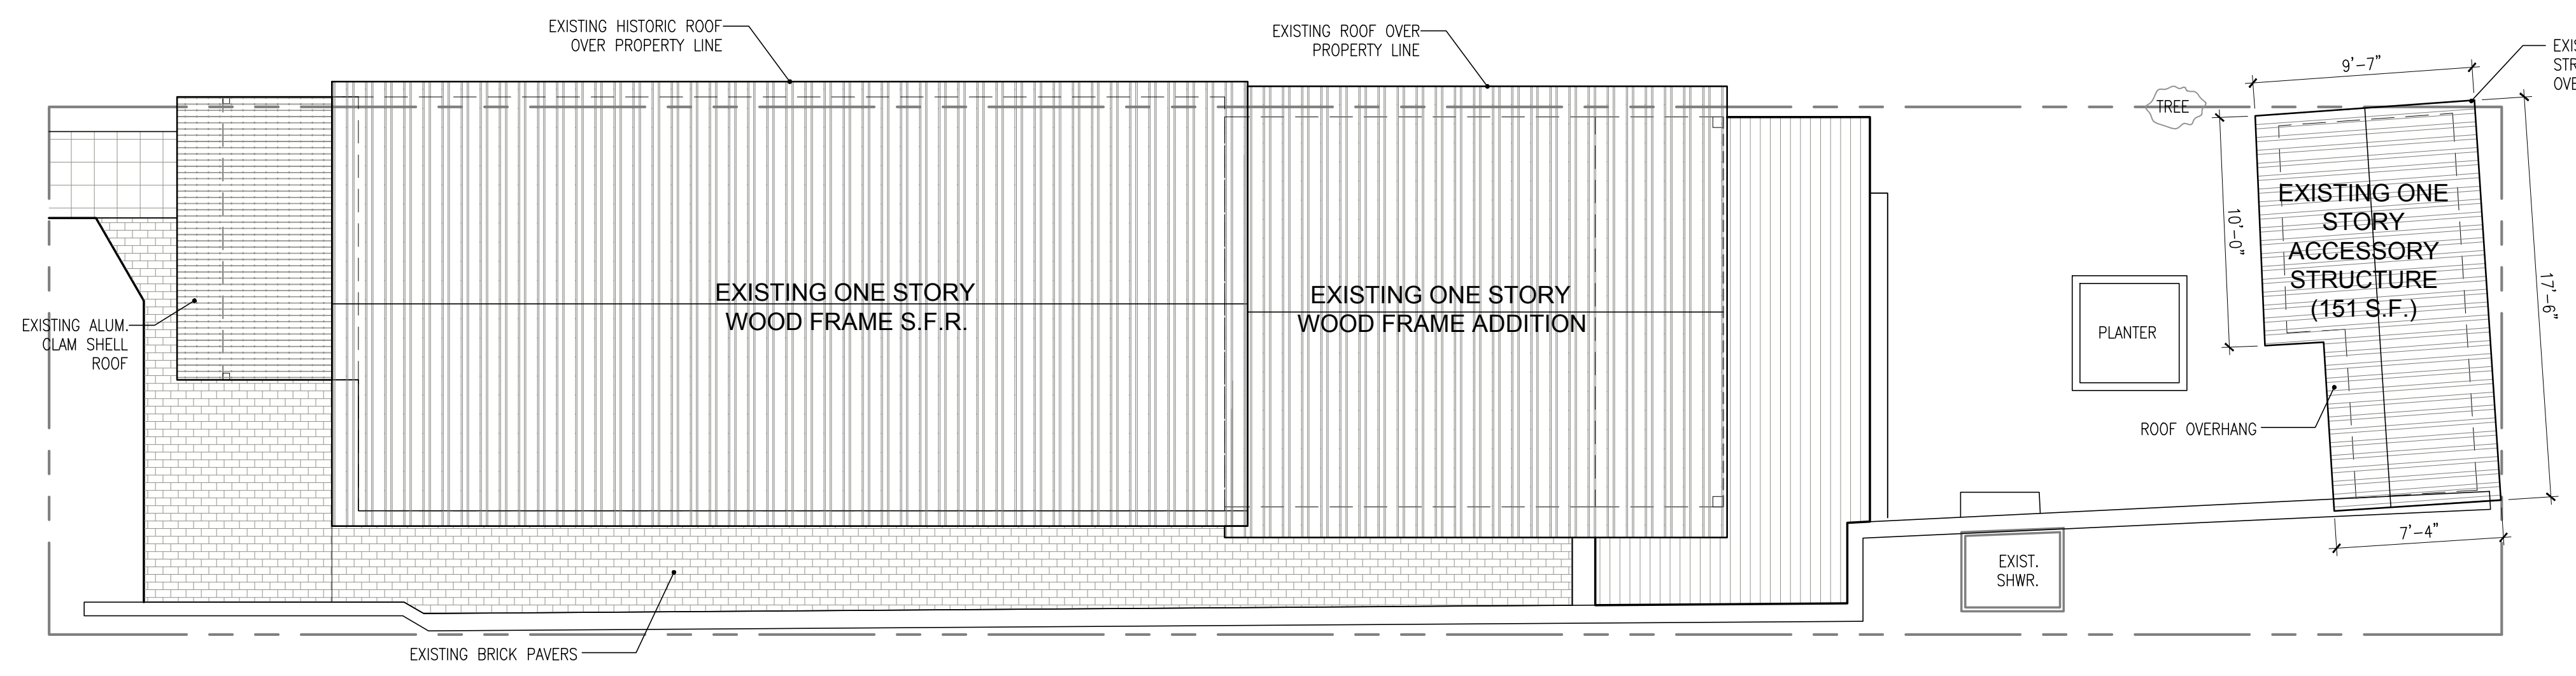 EXISTING HISTORIC ROOF
OVER PROPERTY LINE
EXISTING ROOF OVER
PROPERTY LINE
9'-7"
TREE
10'-0"
EXISTING ONE
STORY
ACCESSORY
STRUCTURE
(151 S.F.)
17'-6"
EXISTING ONE STORY
WOOD FRAME S.F.R.
EXISTING ONE STORY
WOOD FRAME ADDITION
EXISTING ALUM.
CLAM SHELL
ROOF
PLANTER
ROOF OVERHANG
7'-4"
EXIST.
SHWR.
EXISTING BRICK PAVERS